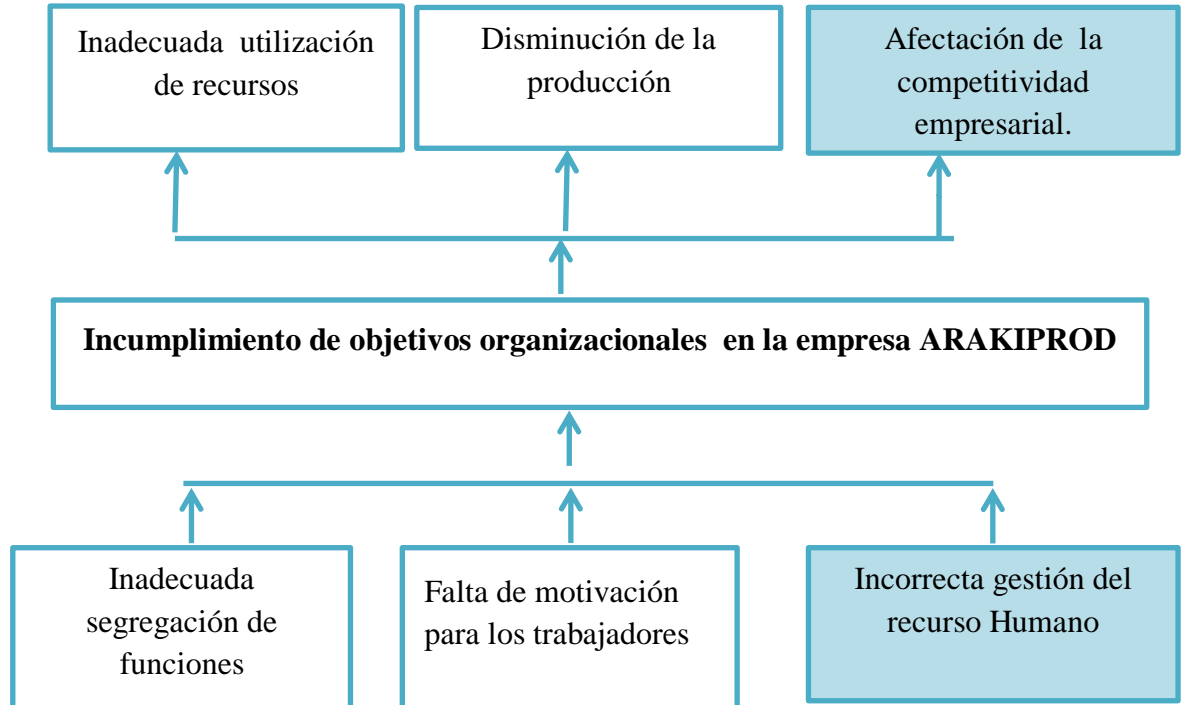 Inadecuada utilización
de recursos
Disminución de la
producción
Afectación de la
competitividad
empresarial.
Incumplimiento de objetivos organizacionales en la empresa ARAKIPROD
Inadecuada
segregación de
funciones
Falta de motivación
para los trabajadores
Incorrecta gestión del
recurso Humano